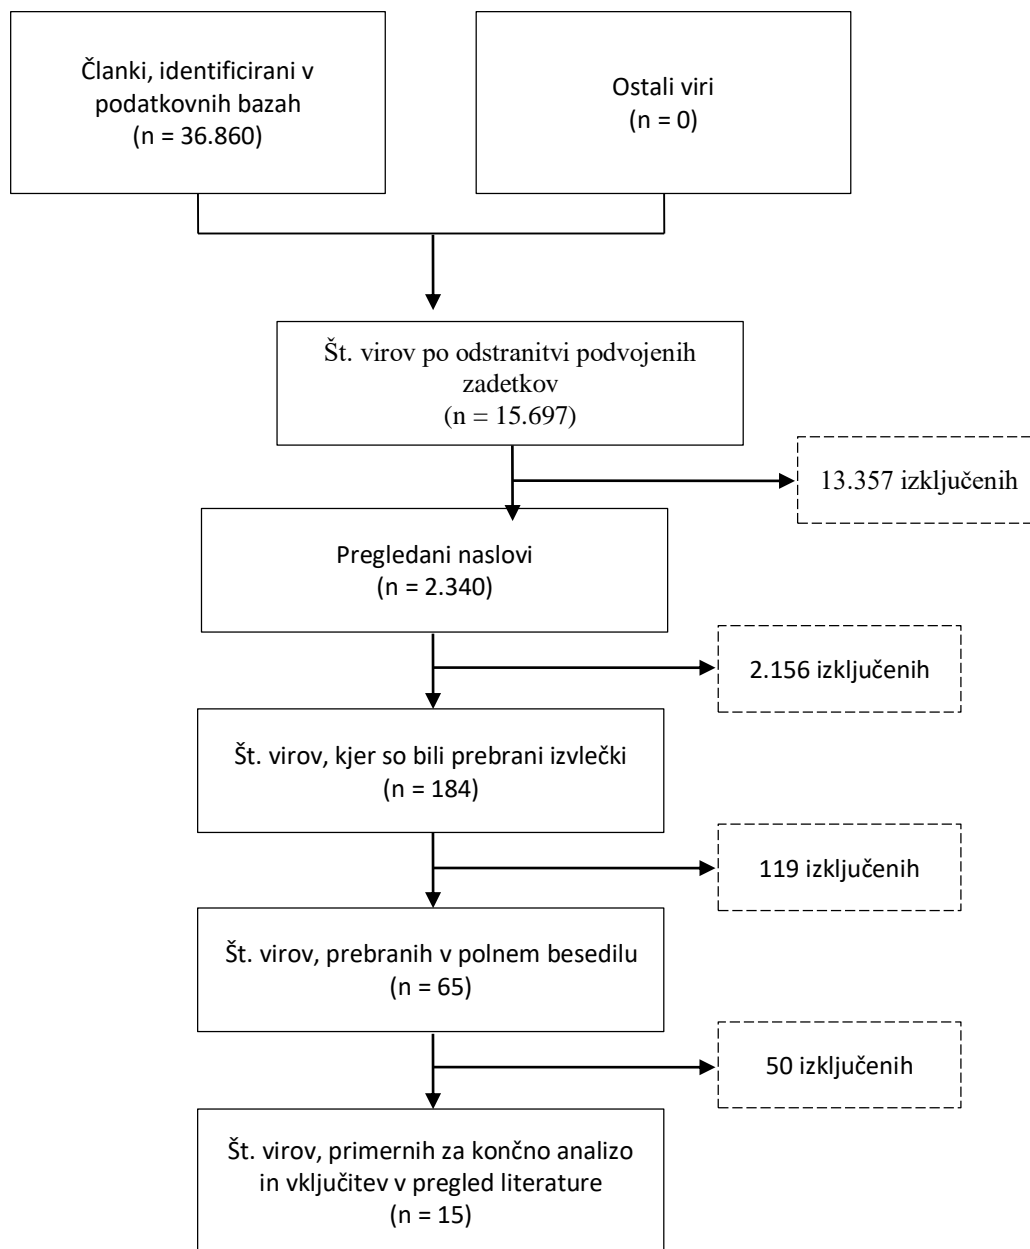 Članki, identificirani v
podatkovnih bazah
(n = 36.860)
Ostali viri
(n = 0)
Št. virov po odstranitvi podvojenih
zadetkov
(n = 15.697)
13.357 izključenih
Pregledani naslovi
(n = 2.340)
2.156 izključenih
Št. virov, kjer so bili prebrani izvlečki
(n = 184)
119 izključenih
Št. virov, prebranih v polnem besedilu
(n = 65)
50 izključenih
Št. virov, primernih za končno analizo
in vključitev v pregled literature
(n = 15)